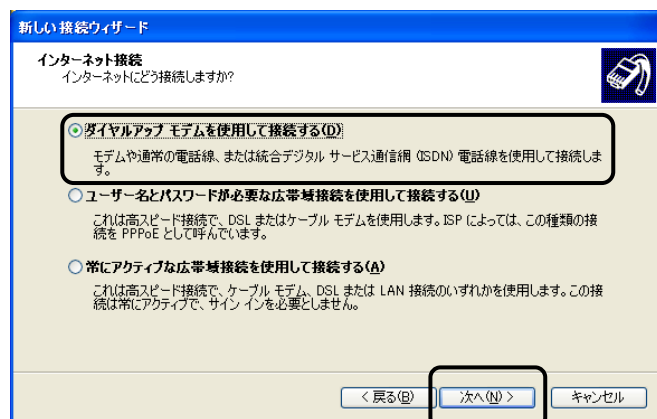 新しい接続ウィザード
インターネット接続
インターネットにどう接続しますか?
ダイヤルアップ モデムを使用して接続する(D)
モデムや通常の電話線、または統合デジタル サービス通信網 (ISDN) 電話線を使用して接続しま
す。
ユーザー名とパスワードが必要な広帯域接続を使用して接続する(U)
これは高スピード接続で、DSL またはケーブル モデムを使用します。ISP によっては、この種類の接
続を PPPoE として呼んでいます。
常にアクティブな広帯域接続を使用して接続する(A)
これは高スピード接続で、ケーブル モデム、DSL または LAN 接続のいずれかを使用します。この接
続は常にアクティブで、サイン インを必要としません。
< 戻る(B) 次へ(N) > キャンセル